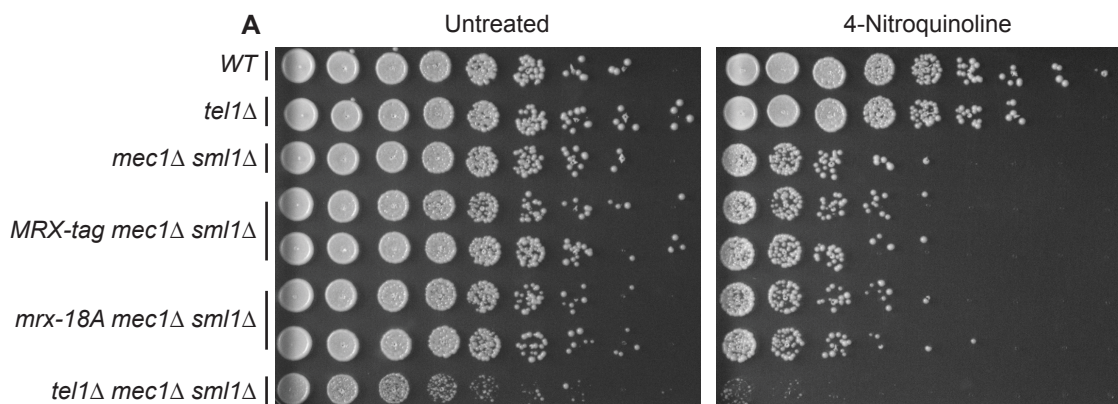 A
Untreated
4-Nitroquinoline
WT
tel1Δ
mec1Δ sml1Δ
MRX-tag mec1Δ sml1Δ
mrx-18A mec1Δ sml1Δ
tel1Δ mec1Δ sml1Δ